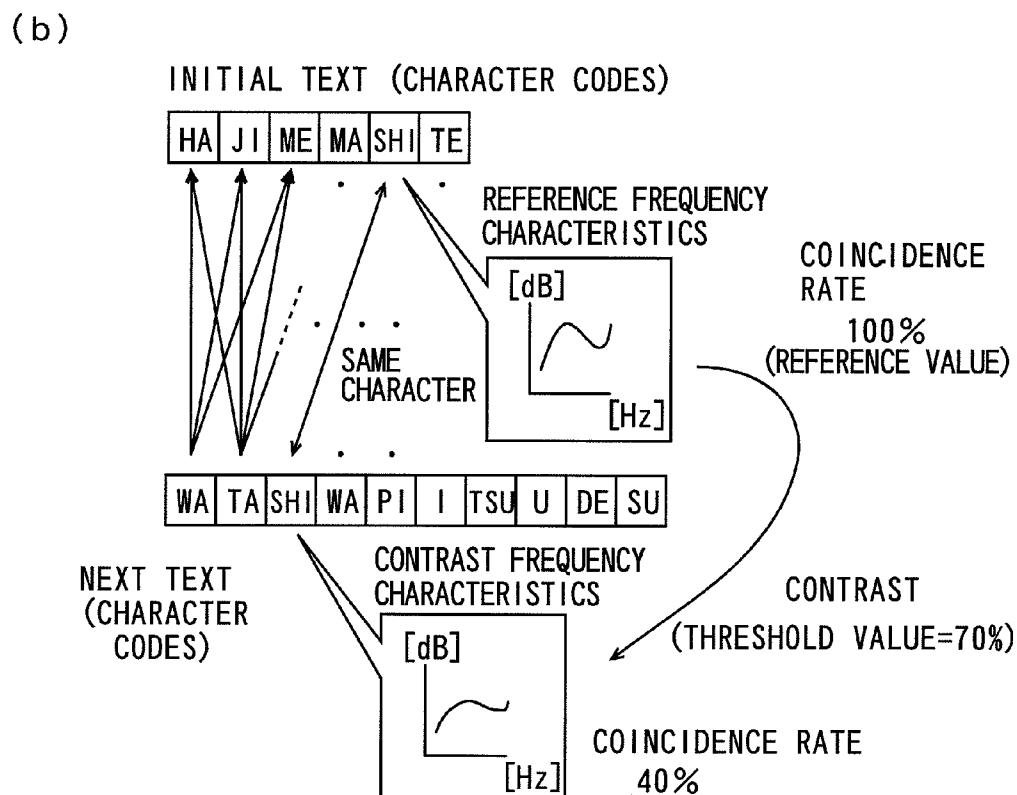 (b)
INITIAL TEXT (CHARACTER CODES)
HA JI ME MA SHI TE
REFERENCE FREQUENCY
CHARACTERISTICS
[dB]
[Hz]
COINCIDENCE
RATE
100%
(REFERENCE VALUE)
SAME
CHARACTER
WA TA SHI WA PI I TSU U DE SU
NEXT TEXT
(CHARACTER
CODES)
CONTRAST FREQUENCY
CHARACTERISTICS
[dB]
[Hz]
CONTRAST
(THRESHOLD VALUE=70%)
COINCIDENCE RATE
40%